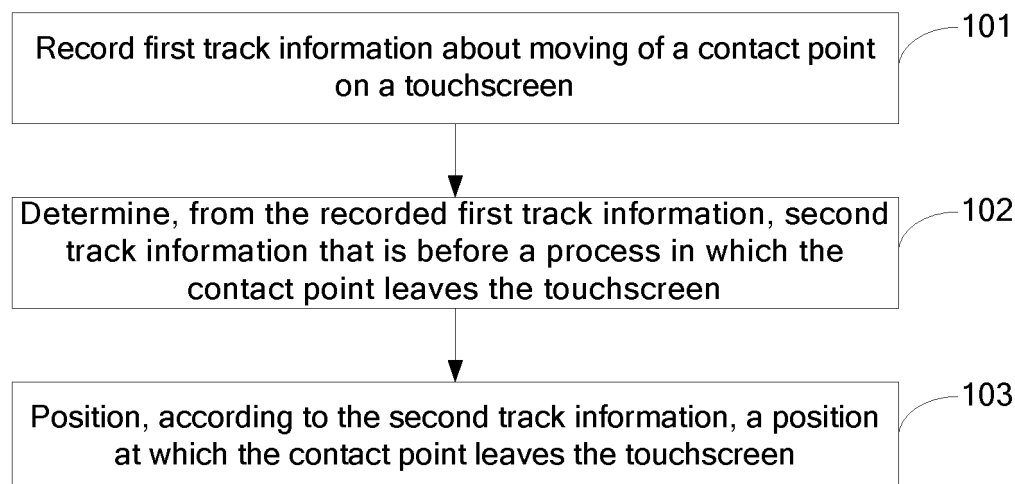 Record first track information about moving of a contact point
on a touchscreen
101
Determine, from the recorded first track information, second
track information that is before a process in which the
contact point leaves the touchscreen
102
Position, according to the second track information, a position
at which the contact point leaves the touchscreen
103